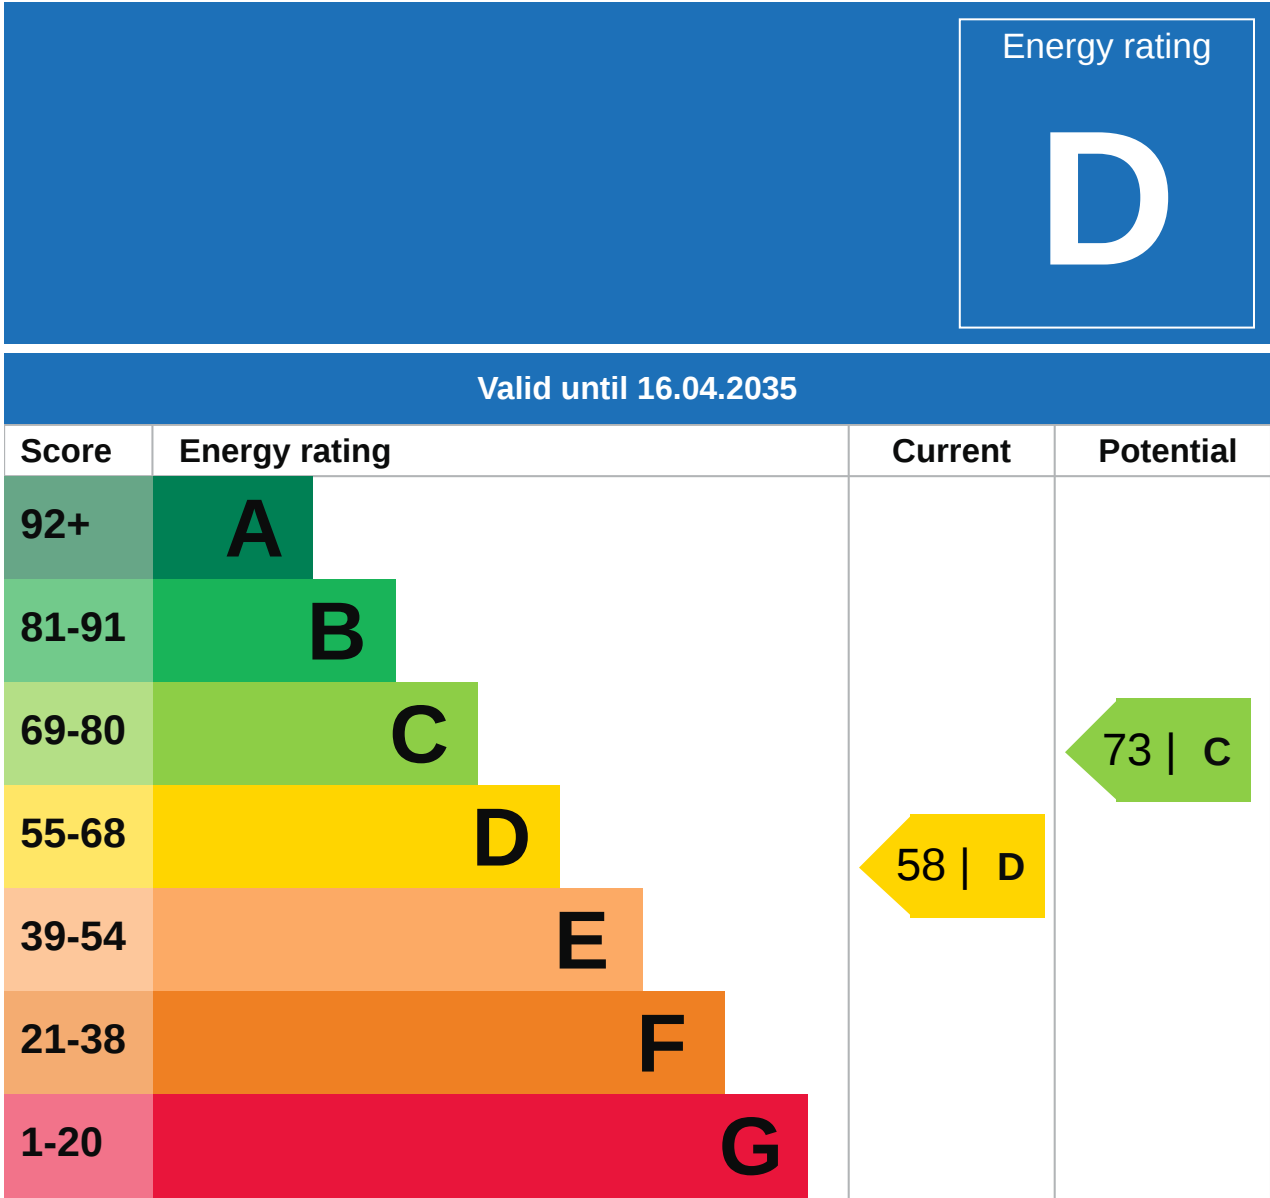 Energy rating
D
Valid until 16.04.2035
Score Energy rating Current Potential
92+ A
81-91 B
69-80 C
73 | C
55-68 D
58 | D
39-54 E
21-38 F
1-20 G